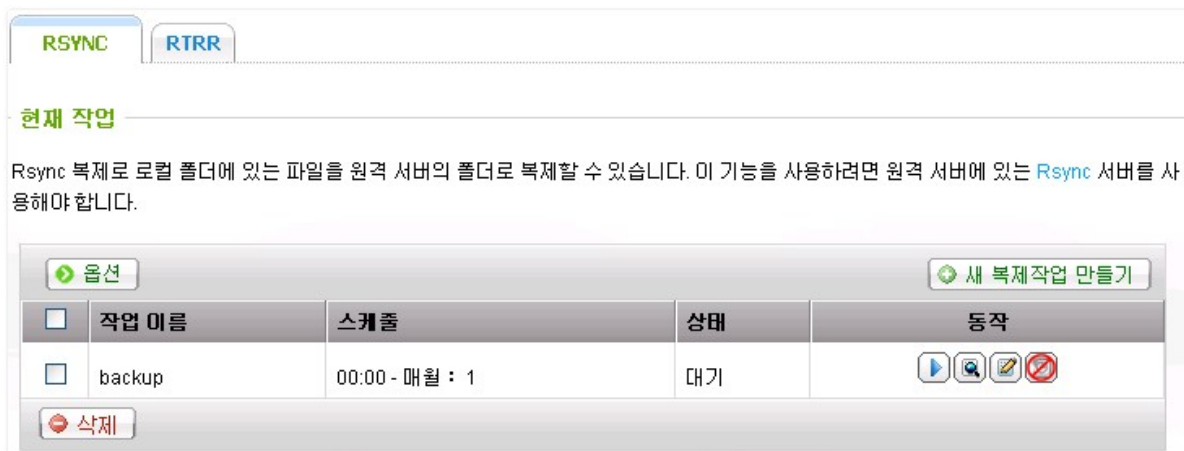 RSYNC RTRR
현재 작업
Rsync 복제로 로컬 폴더에 있는 파일을 원격 서버의 폴더로 복제할 수 있습니다. 이 기능을 사용하려면 원격 서버에 있는 Rsync 서버를 사
용해야 합니다.
옵션 새 복제작업 만들기
작업 이름 스케줄 상태 동작
backup 00:00 - 매월 : 1 대기
삭제